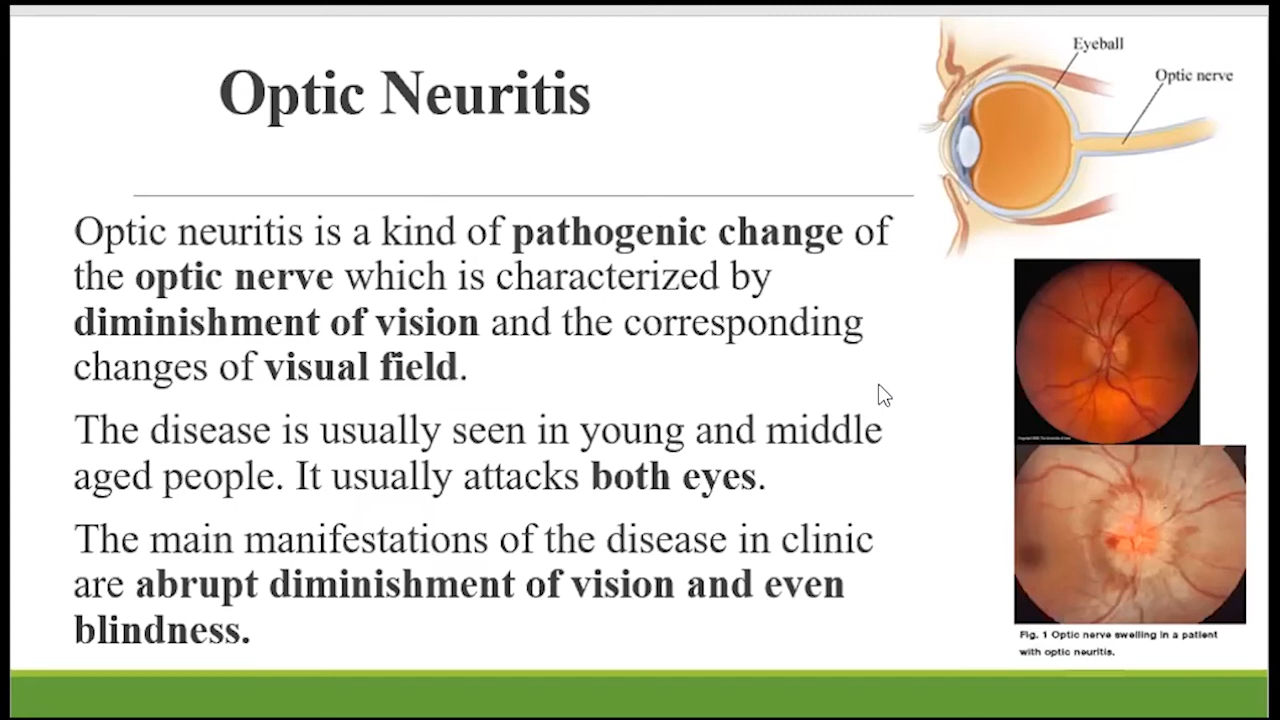 Optic Neuritis
Eyeball
Optic nerve
Optic neuritis is a kind of pathogenic change of
the optic nerve which is characterized by
diminishment of vision and the corresponding
changes of visual field.
The disease is usually seen in young and middle
aged people. It usually attacks both eyes.
The main manifestations of the disease in clinic
are abrupt diminishment of vision and even
blindness.
Fig. 1 Optic nerve swelling in a patient
with optic neuritis.